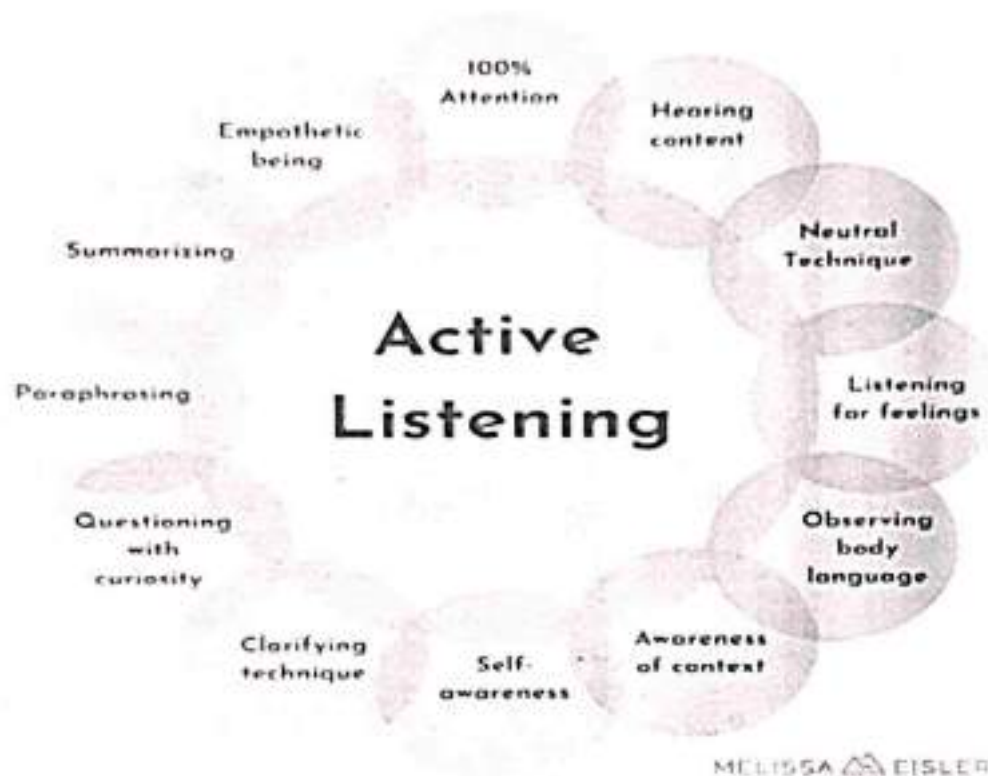 100%
Attention
Hearing
content
Neutral
Technique
Listening
for feelings
Observing
body
language
Awareness
of context
Self-
awareness
Clarifying
technique
Questioning
with
curiosity
Paraphrasing
Summarizing
Empathetic
being
Active
Listening
MELISSA EISLER